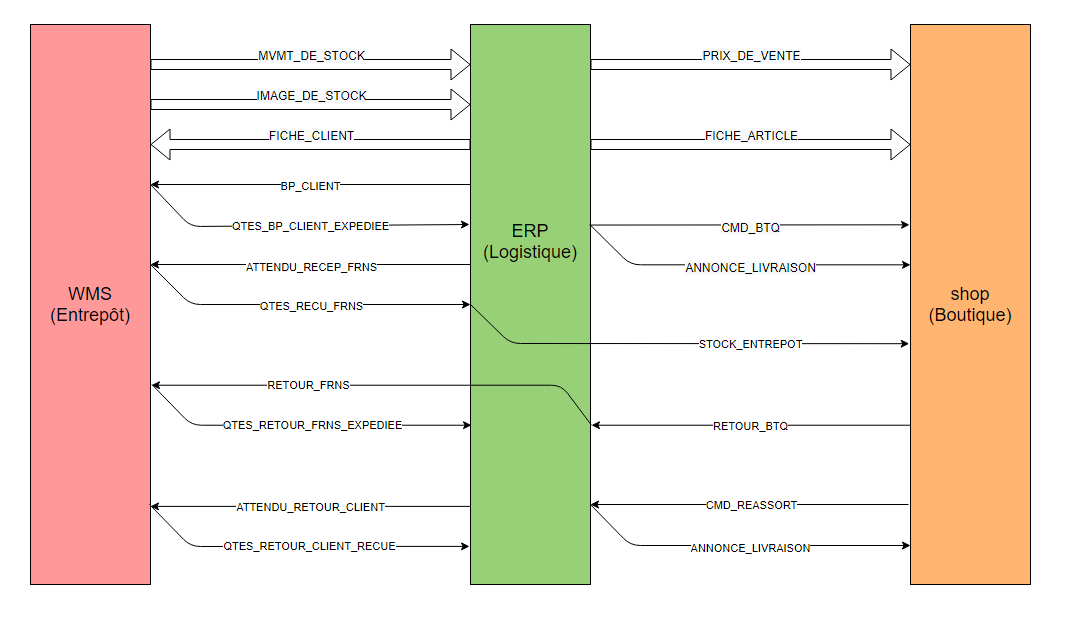 MVMT_DE_STOCK
PRIX_DE_VENTE
IMAGE_DE_STOCK
FICHE_CLIENT
FICHE_ARTICLE
BP_CLIENT
QTES_BP_CLIENT_EXPEDIEE
CMD_BTQ
ERP
(Logistique)
ATTENDU_RECEP_FRNS
ANNONCE_LIVRAISON
WMS
(Entrepôt)
shop
(Boutique)
QTES_RECU_FRNS
STOCK_ENTREPOT
RETOUR_FRNS
QTES_RETOUR_FRNS_EXPEDIEE
RETOUR_BTQ
ATTENDU_RETOUR_CLIENT
CMD_REASSORT
QTES_RETOUR_CLIENT_RECUE
ANNONCE_LIVRAISON